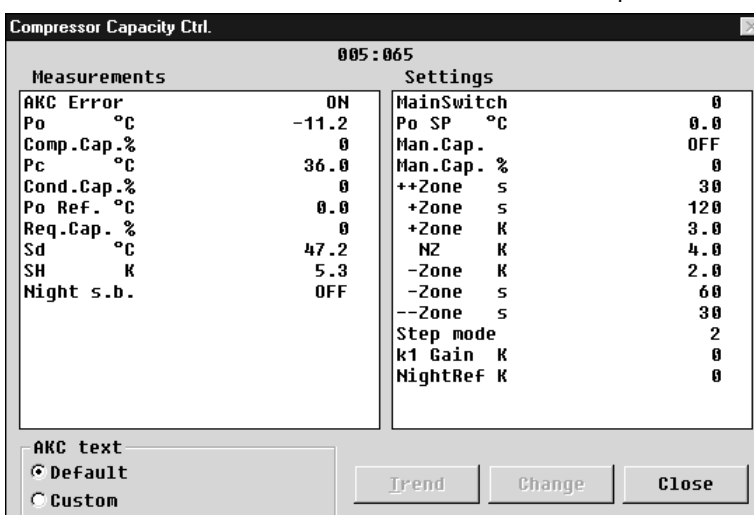 Compressor Capacity Ctrl.
005:065
Measurements
AKC Error ON
Po °C -11.2
Comp.Cap.% 0
Pc °C 36.0
Cond.Cap.% 0
Po Ref. °C 0.0
Req.Cap. % 0
Sd °C 47.2
SH K 5.3
Night s.b. OFF
Settings
MainSwitch 0
Po SP °C 0.0
Man.Cap. OFF
Man.Cap. % 0
++Zone s 30
+Zone s 120
+Zone K 3.0
NZ K 4.0
-Zone K 2.0
-Zone s 60
--Zone s 30
Step mode 2
k1 Gain K 0
NightRef K 0
AKC text
Default
Custom
Trend
Change
Close